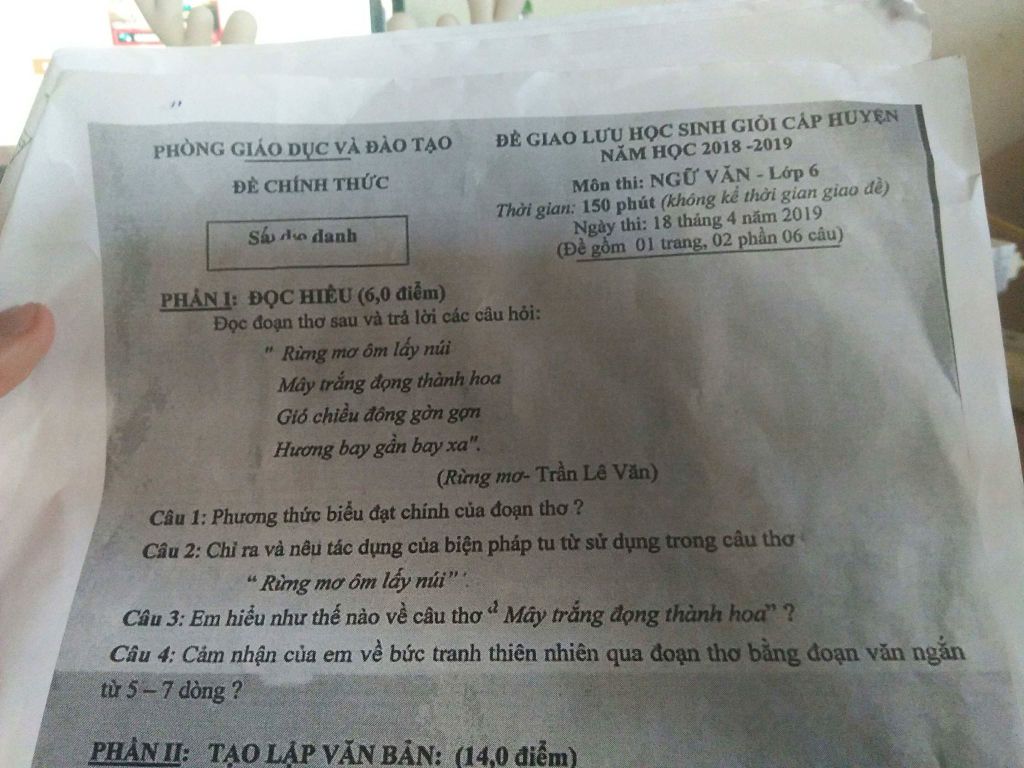 PHÒNG GIÁO DỤC VÀ ĐÀO TẠO
ĐỀ CHÍNH THỨC
Số báo danh
ĐỀ GIAO LƯU HỌC SINH GIỎI CẤP HUYỆN
NĂM HỌC 2018 -2019
Môn thi: NGỮ VĂN - Lớp 6
Thời gian: 150 phút (không kể thời gian giao đề)
Ngày thi: 18 tháng 4 năm 2019
(Đề gồm 01 trang, 02 phần 06 câu)
PHẦN I: ĐỌC HIỂU (6,0 điểm)
Đọc đoạn thơ sau và trả lời các câu hỏi:
" Rừng mơ ôm lấy núi
Mây trắng đọng thành hoa
Gió chiều đông gờn gợn
Hương bay gần bay xa".
(Rừng mơ- Trần Lê Văn)
Câu 1: Phương thức biểu đạt chính của đoạn thơ ?
Câu 2: Chỉ ra và nêu tác dụng của biện pháp tu từ sử dụng trong câu thơ
“ Rừng mơ ôm lấy núi”
Câu 3: Em hiểu như thế nào về câu thơ “ Mây trắng đọng thành hoa” ?
Câu 4: Cảm nhận của em về bức tranh thiên nhiên qua đoạn thơ bằng đoạn văn ngắn
từ 5 – 7 dòng ?
PHẦN II: TẠO LẬP VĂN BẢN: (14,0 điểm)